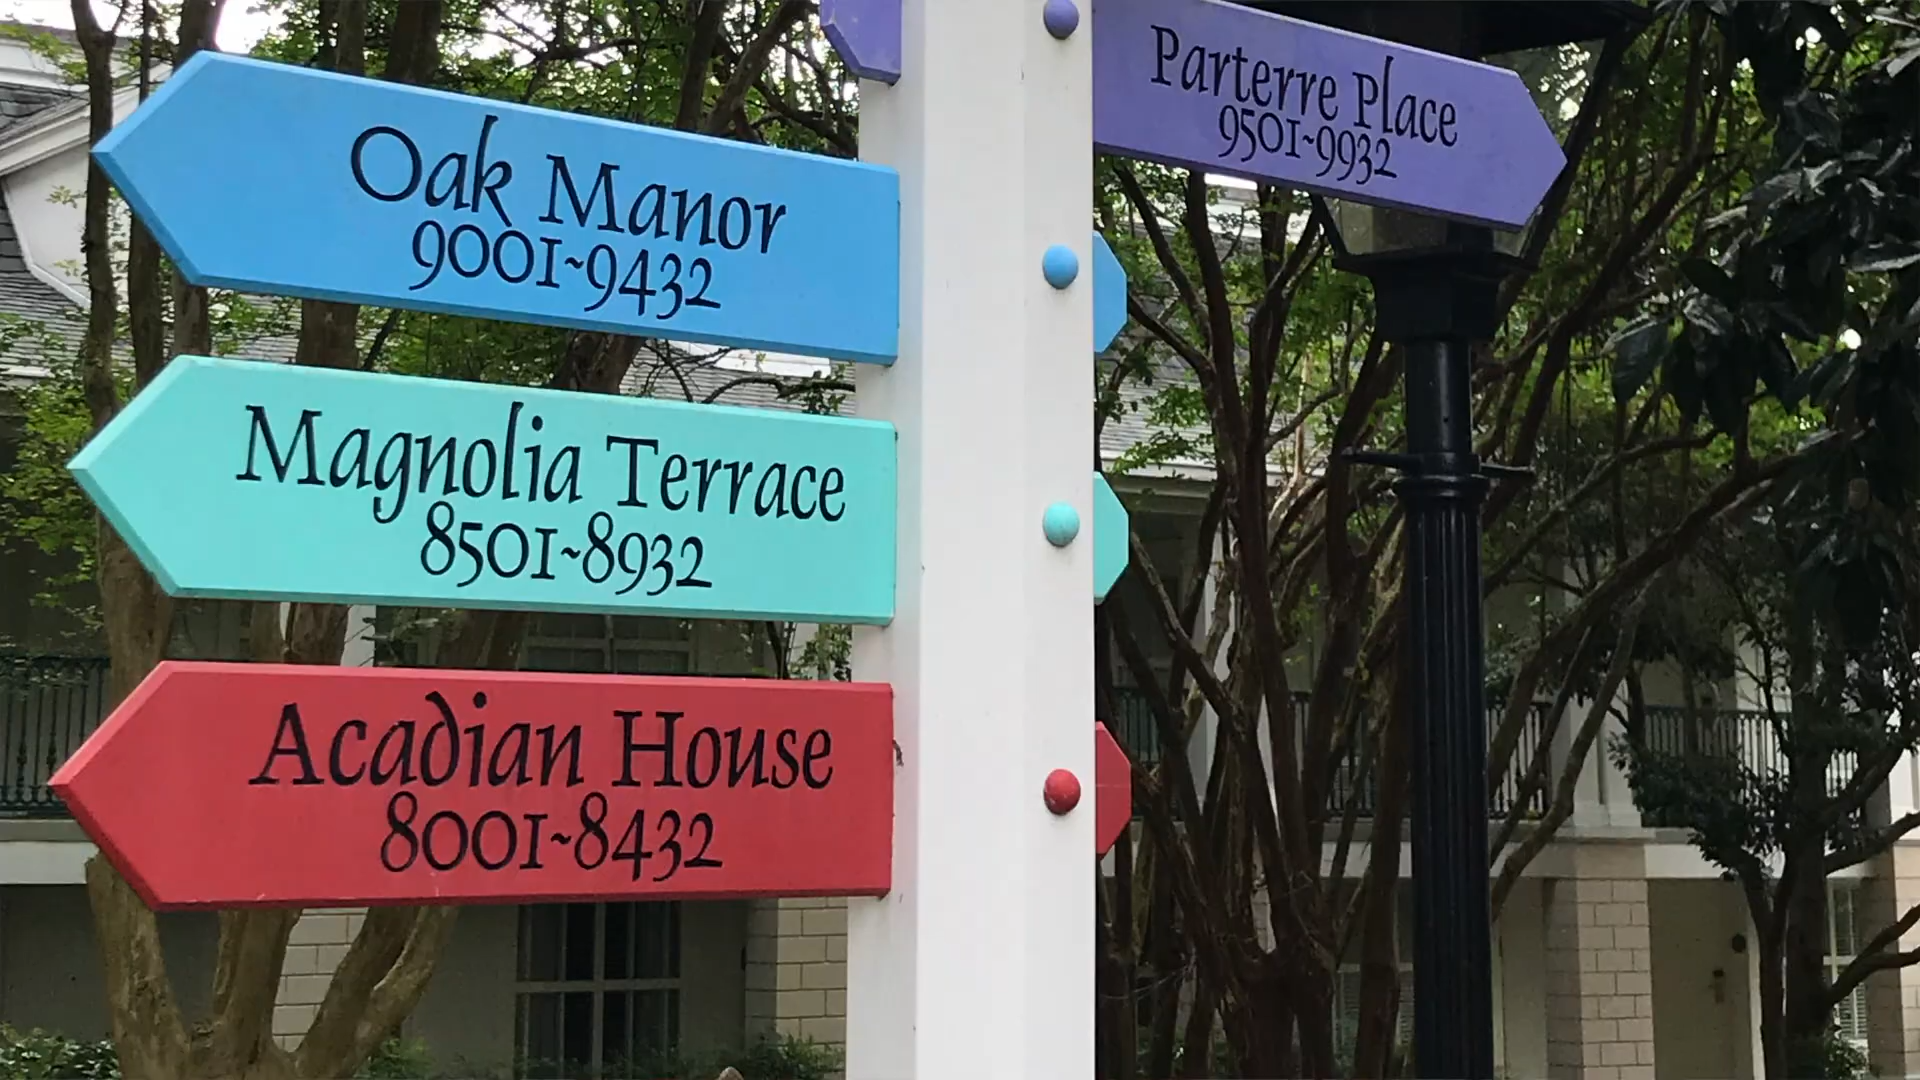 Oak Manor
9001~9432
Magnolia Terrace
8501~8932
Acadian House
8001~8432
Parterre Place
9501~9932